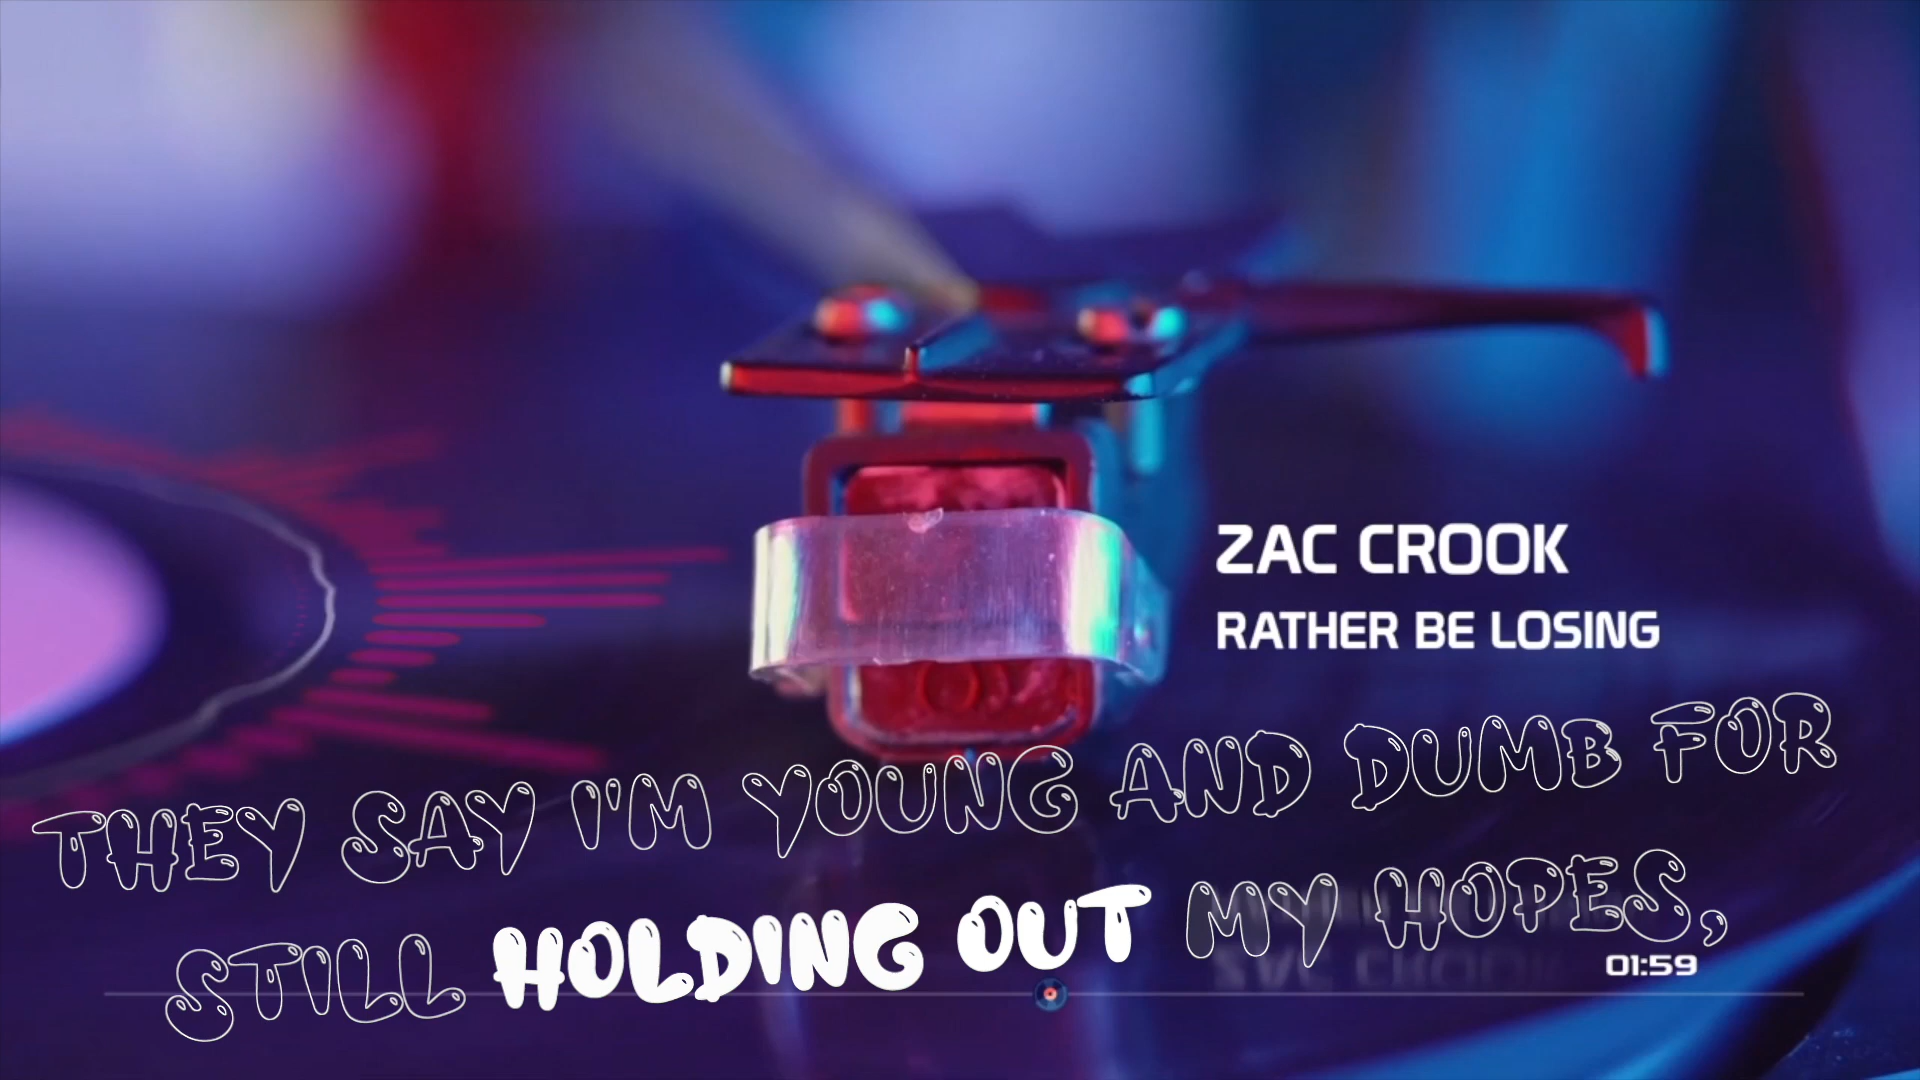 ZAC CROOK
RATHER BE LOSING
THEY SAY I'M YOUNG AND DUMB FOR
STILL HOLDING OUT MY HOPES,
01:59